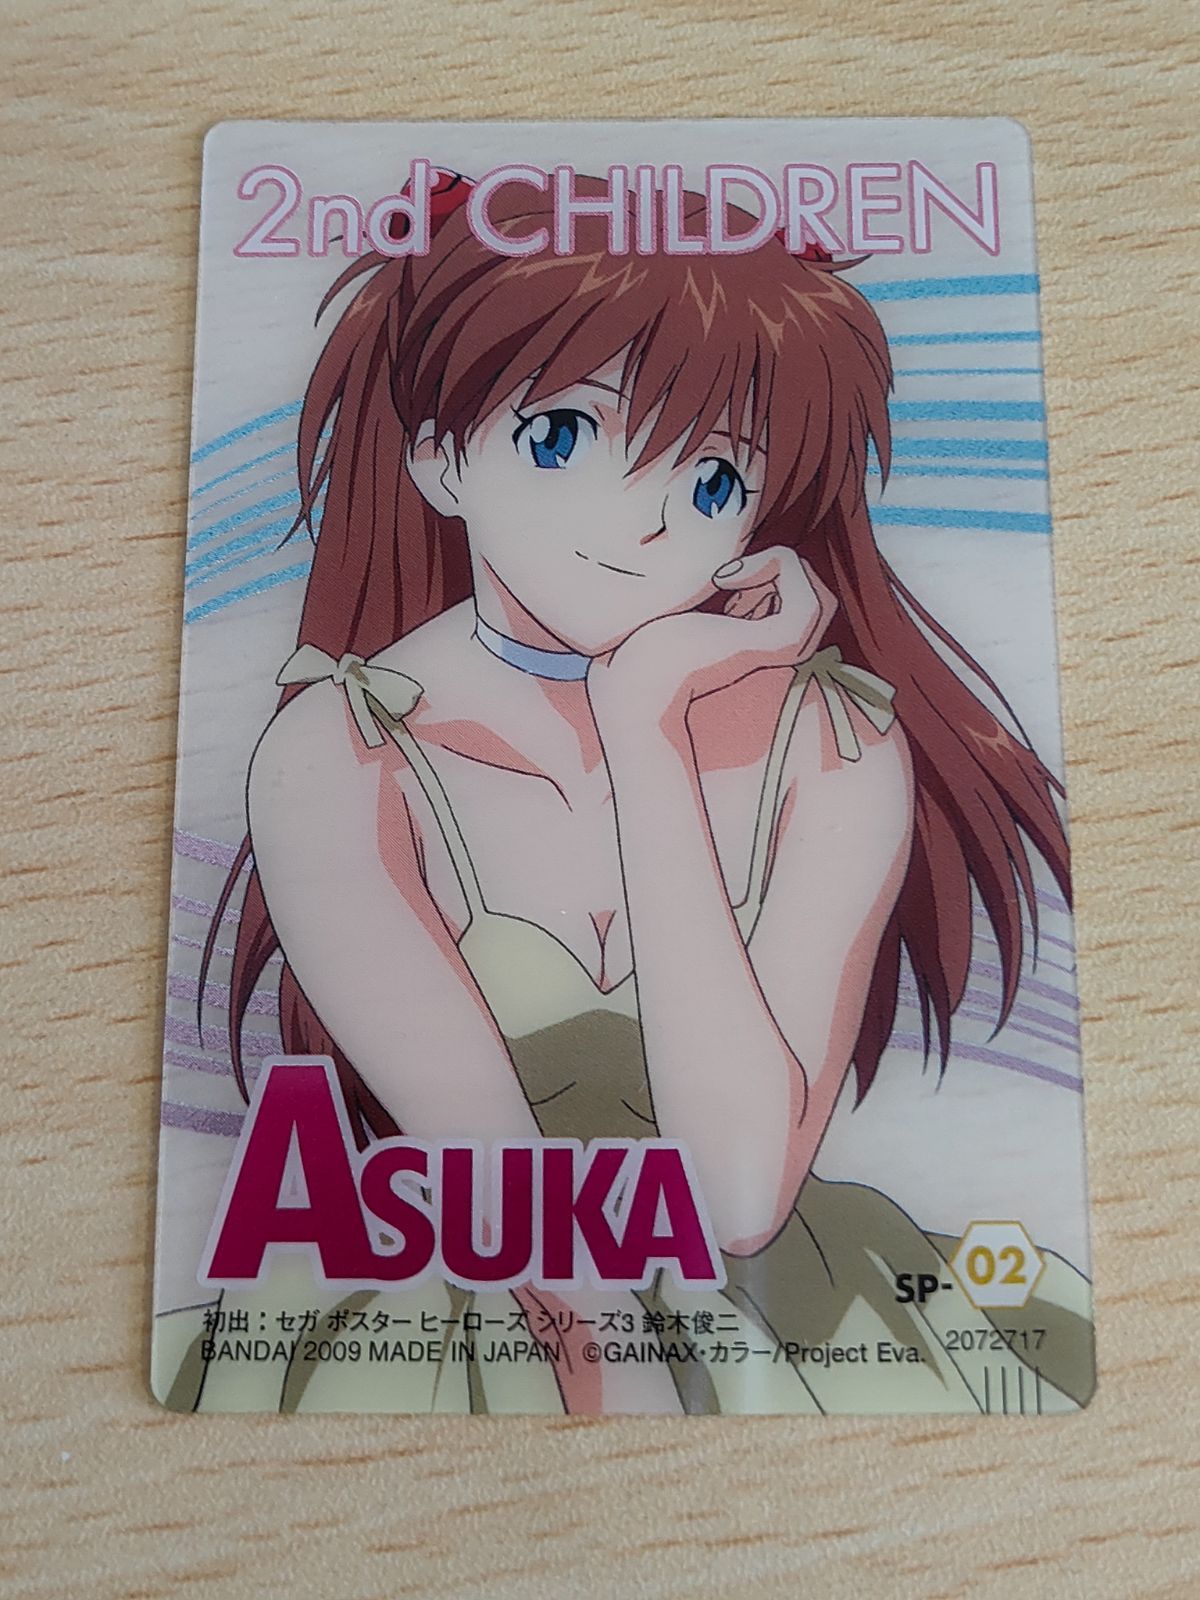 2nd CHILDREN
ASUKA
SP-02
初出：セガ ポスター ヒーローズ シリーズ3 鈴木俊二
BANDAI 2009 MADE IN JAPAN ©GAINAX・カラー/Project Eva. 2072717